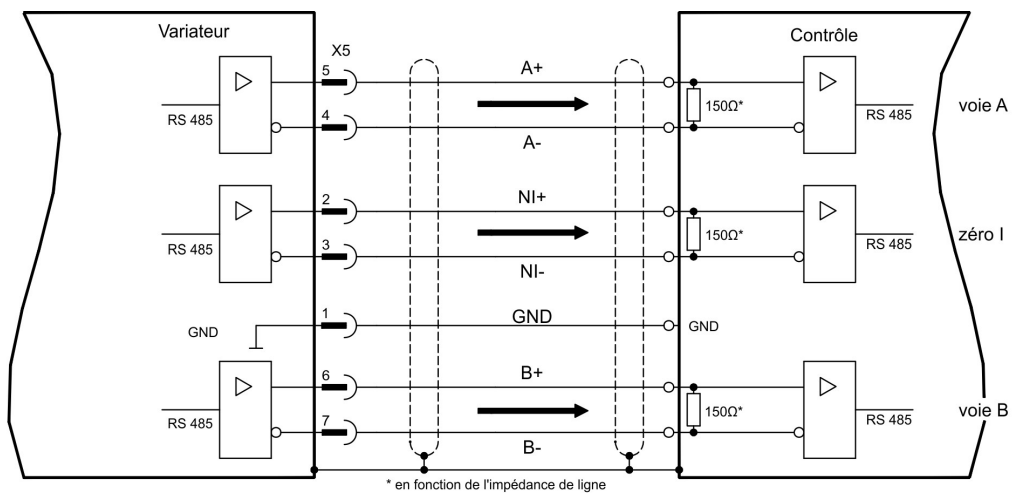 Variateur
Contrôle
X5
5
A+
150Ω*
RS 485
RS 485
voie A
4
A-
2
NI+
150Ω*
RS 485
RS 485
zéro I
3
NI-
1
GND
GND
GND
6
B+
150Ω*
RS 485
RS 485
voie B
7
B-
* en fonction de l'impédance de ligne